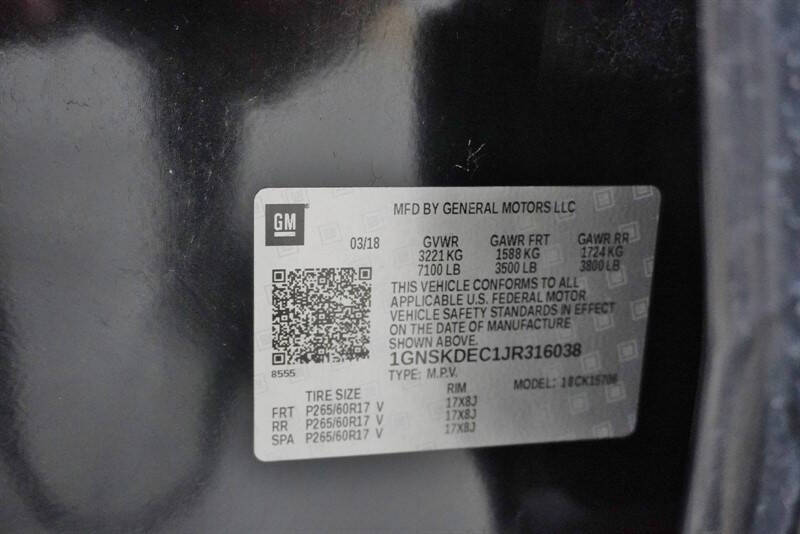 GM
MFD BY GENERAL MOTORS LLC
03/18 GVWR GAWR FRT GAWR RR
3221 KG 1588 KG 1724 KG
7100 LB 3500 LB 3800 LB
THIS VEHICLE CONFORMS TO ALL
APPLICABLE U.S. FEDERAL MOTOR
VEHICLE SAFETY STANDARDS IN EFFECT
ON THE DATE OF MANUFACTURE
SHOWN ABOVE.
8555
1GNSKDEC1JR316038
TYPE: M.P.V. MODEL: 18CK15706
TIRE SIZE RIM
FRT P265/60R17 V 17X8J
RR P265/60R17 V 17X8J
SPA P265/60R17 V 17X8J